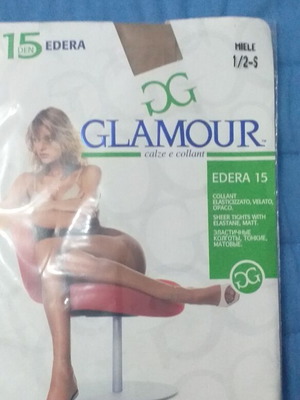 15 DEN EDERA
MIELE
1/2-S
GG
GLAMOUR
calze e collant
EDERA 15
COLLANT
ELASTICIZZATO, VELATO,
OPACO.
SHEER TIGHTS WITH
ELASTANE, MATT.
ЭЛАСТИЧНЫЕ
КОЛГОТЫ, ТОНКИЕ,
МАТОВЫЕ.
GG